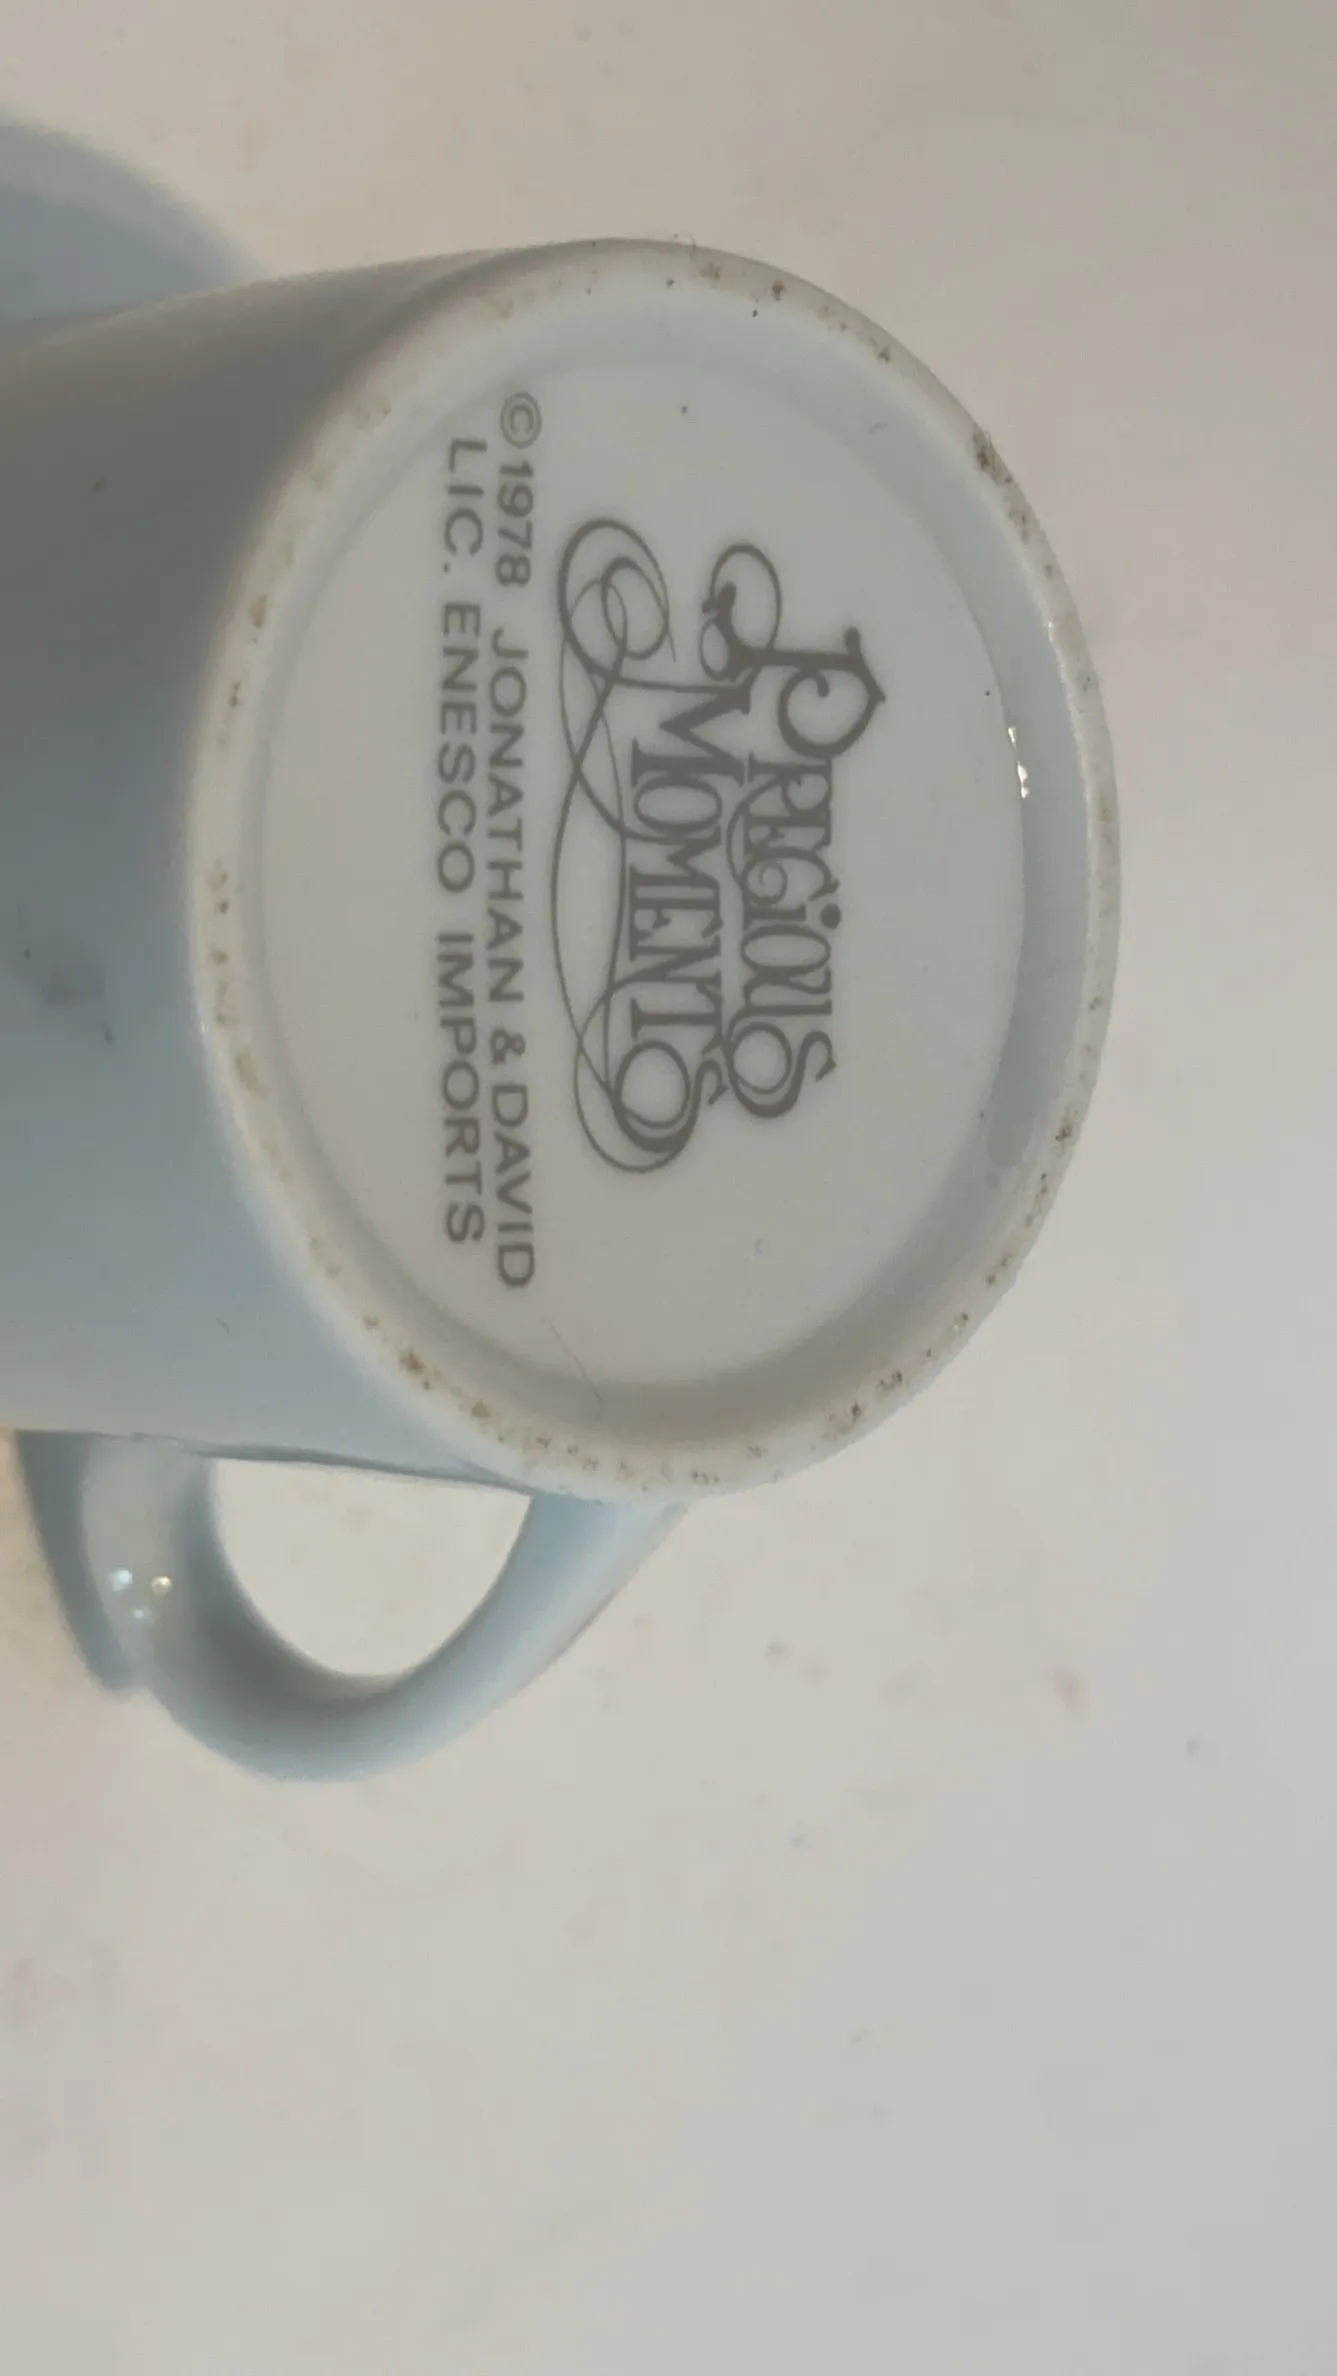 PRECiOUS
MOMENTS
©1978 JONATHAN & DAVID
LIC. ENESCO IMPORTS